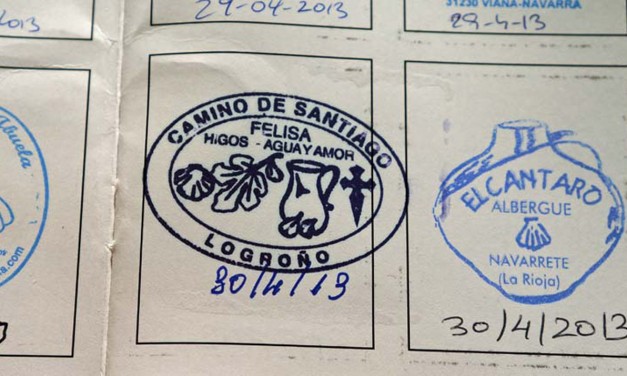 29-04-2013
31230 VIANA-NAVARRA
29-4-13
CAMINO DE SANTIAGO
FELISA
HIGOS - AGUA Y AMOR
LOGROÑO
30/4/13
EL CANTARO
ALBERGUE
NAVARRETE
(La Rioja)
30/4/2013